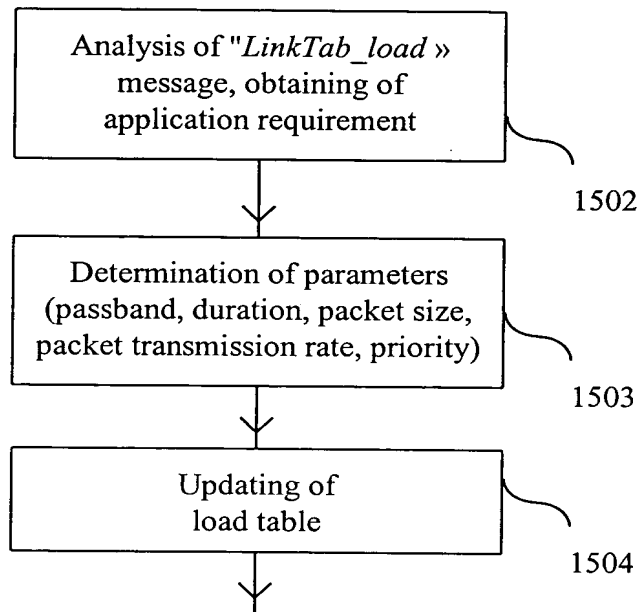 Analysis of "LinkTab_load »
message, obtaining of
application requirement
1502
Determination of parameters
(passband, duration, packet size,
packet transmission rate, priority)
1503
Updating of
load table
1504